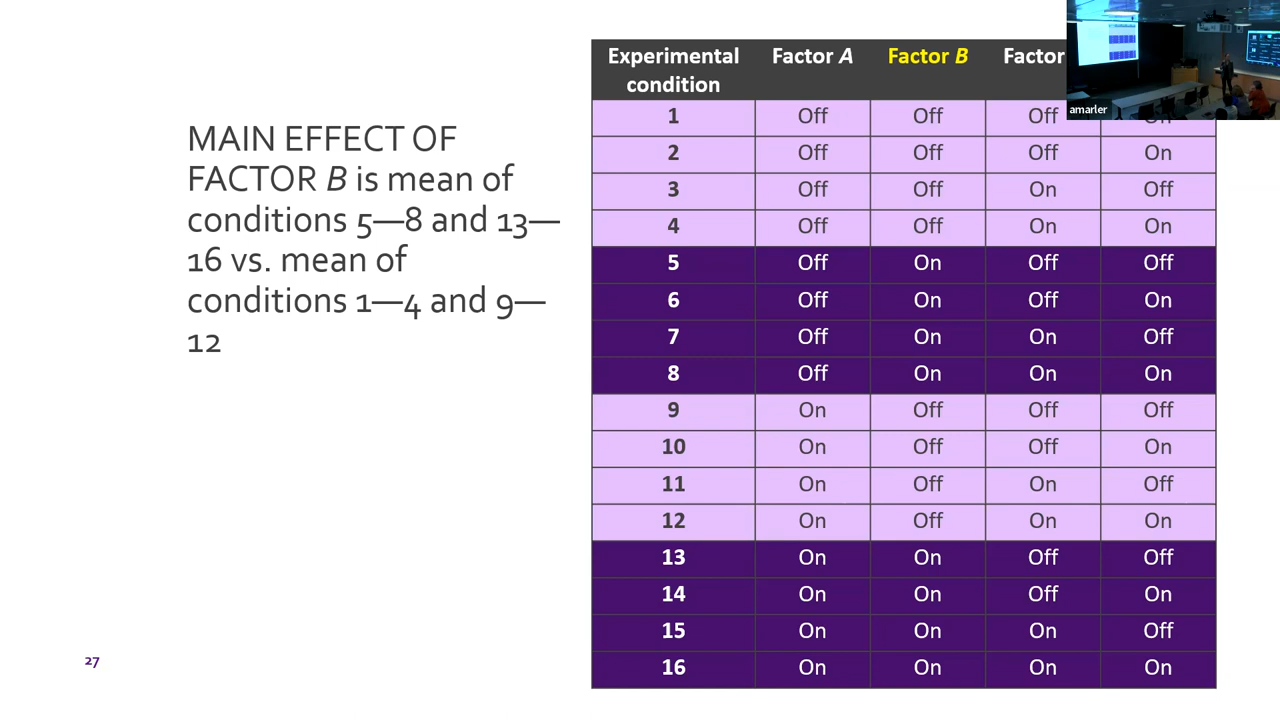 MAIN EFFECT OF
FACTOR B is mean of
conditions 5—8 and 13—
16 vs. mean of
conditions 1—4 and 9—
12
27
Experimental condition Factor A Factor B Factor
1 Off Off Off
2 Off Off Off On
3 Off Off On Off
4 Off Off On On
5 Off On Off Off
6 Off On Off On
7 Off On On Off
8 Off On On On
9 On Off Off Off
10 On Off Off On
11 On Off On Off
12 On Off On On
13 On On Off Off
14 On On Off On
15 On On On Off
16 On On On On
amarler